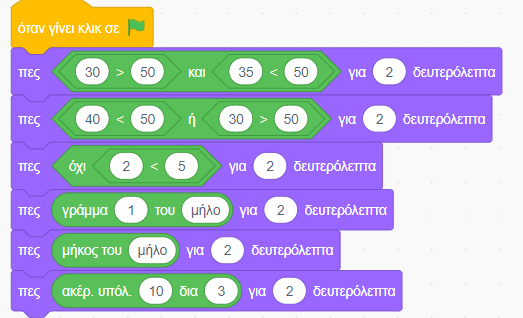 όταν γίνει κλικ σε
πες 30 > 50 και 35 < 50 για 2 δευτερόλεπτα
πες 40 < 50 ή 30 > 50 για 2 δευτερόλεπτα
πες όχι 2 < 5 για 2 δευτερόλεπτα
πες γράμμα 1 του μήλο για 2 δευτερόλεπτα
πες μήκος του μήλο για 2 δευτερόλεπτα
πες ακέρ. υπόλ. 10 δια 3 για 2 δευτερόλεπτα